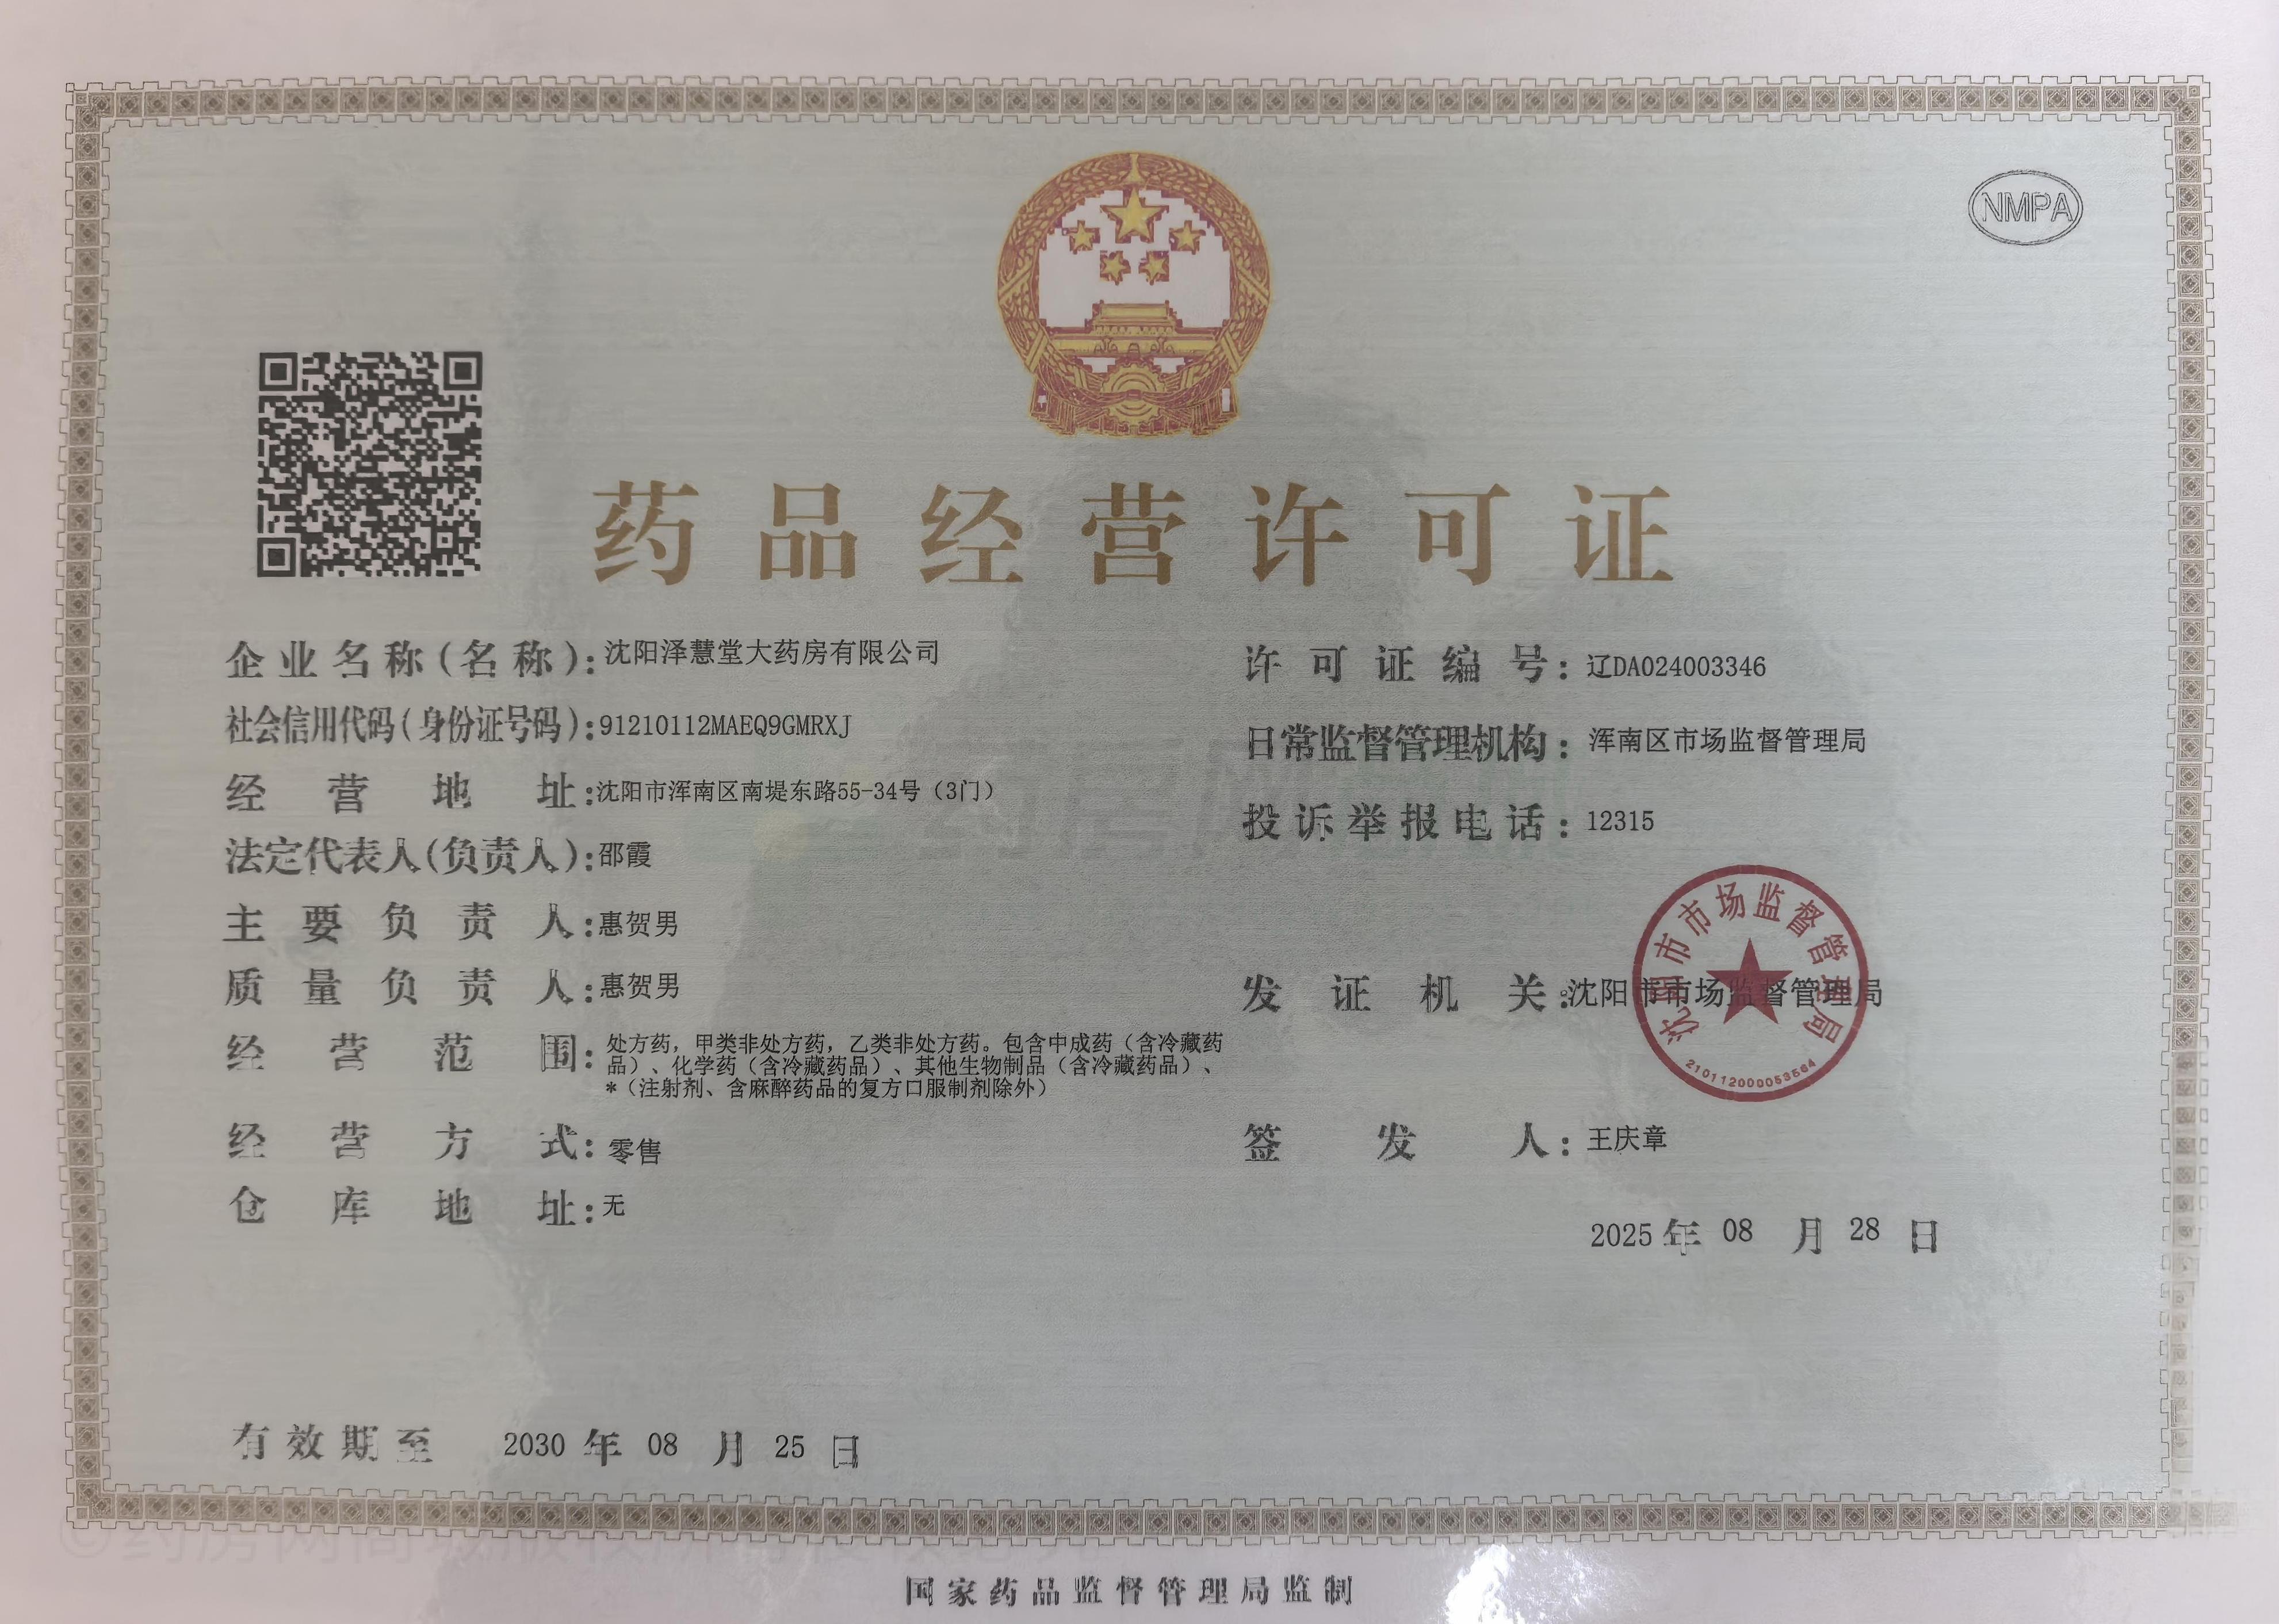 NMPA
药品经营许可证
企业名称(名称):沈阳泽慧堂大药房有限公司
社会信用代码(身份证号码):91210112MAEQ9GMRXJ
经营地址:沈阳市浑南区南堤东路55-34号（3门）
法定代表人(负责人):邵霞
主要负责人:惠贺男
质量负责人:惠贺男
经营范围:处方药，甲类非处方药，乙类非处方药。包含中成药（含冷藏药
品）、化学药（含冷藏药品）、其他生物制品（含冷藏药品）、
*（注射剂、含麻醉药品的复方口服制剂除外）
经营方式:零售
仓库地址:无
许可证编号:辽DA024003346
日常监督管理机构:浑南区市场监督管理局
投诉举报电话:12315
发证机关:沈阳市市场监督管理局
沈阳市市场监督管理局
210112000053564
签发人:王庆章
2025年08月28日
有效期至 2030年08月25日
国家药品监督管理局监制